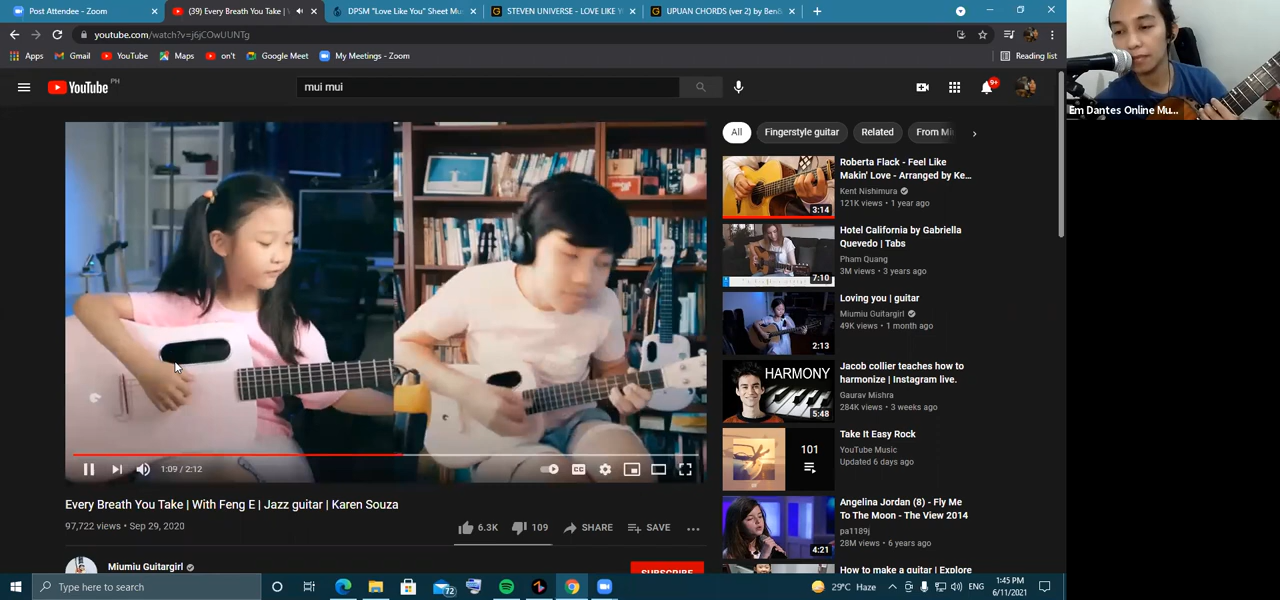 Post Attendee - Zoom
(39) Every Breath You Take | W
DPSM "Love Like You" Sheet Mu
STEVEN UNIVERSE - LOVE LIKE Y
UPUAN CHORDS (ver 2) by Ben&
youtube.com/watch?v=j6jCOwUUNTg
Apps
Gmail
YouTube
Maps
on't
Google Meet
My Meetings - Zoom
Reading list
YouTube PH
mui mui
9+
Em Dantes Online Mu...
All
Fingerstyle guitar
Related
From Mi
Roberta Flack - Feel Like
Makin' Love - Arranged by Ke...
Kent Nishimura
121K views • 1 year ago
3:14
Hotel California by Gabriella
Quevedo | Tabs
Pham Quang
3M views • 3 years ago
7:10
Loving you | guitar
Miumiu Guitargirl
49K views • 1 month ago
2:13
HARMONY
Jacob collier teaches how to
harmonize | Instagram live.
Gaurav Mishra
284K views • 3 weeks ago
5:48
101
Take It Easy Rock
YouTube Music
Updated 6 days ago
Angelina Jordan (8) - Fly Me
To The Moon - The View 2014
pa1189j
28M views • 6 years ago
4:21
How to make a guitar | Explore
1:09 / 2:12
CC
Every Breath You Take | With Feng E | Jazz guitar | Karen Souza
97,722 views • Sep 29, 2020
6.3K
109
SHARE
SAVE
Miumiu Guitargirl
SUBSCRIBE
Type here to search
72
29°C Haze
ENG
1:45 PM
6/11/2021